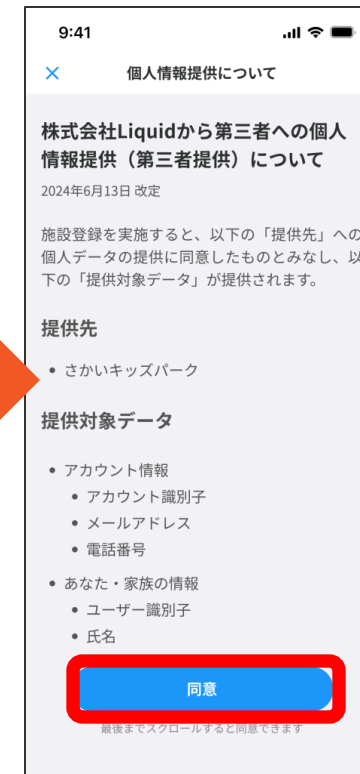 9:41
個人情報提供について
株式会社Liquidから第三者への個人
情報提供（第三者提供）について
2024年6月13日 改定
施設登録を実施すると、以下の「提供先」への
個人データの提供に同意したものとみなし、以
下の「提供対象データ」が提供されます。
提供先
• さかいキッズパーク
提供対象データ
• アカウント情報
• アカウント識別子
• メールアドレス
• 電話番号
• あなた・家族の情報
• ユーザー識別子
• 氏名
同意
最後までスクロールすると同意できます